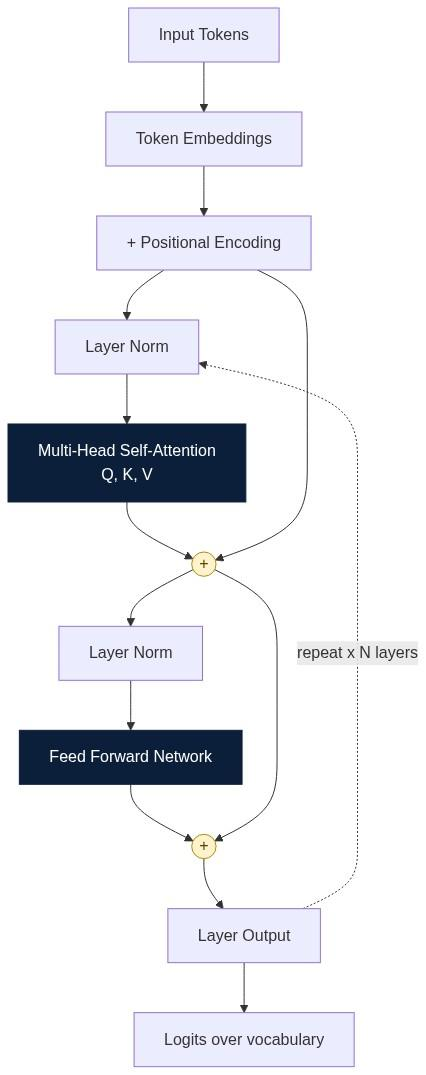 Input Tokens
Token Embeddings
+ Positional Encoding
Layer Norm
Multi-Head Self-Attention
Q, K, V
+
Layer Norm
repeat x N layers
Feed Forward Network
+
Layer Output
Logits over vocabulary